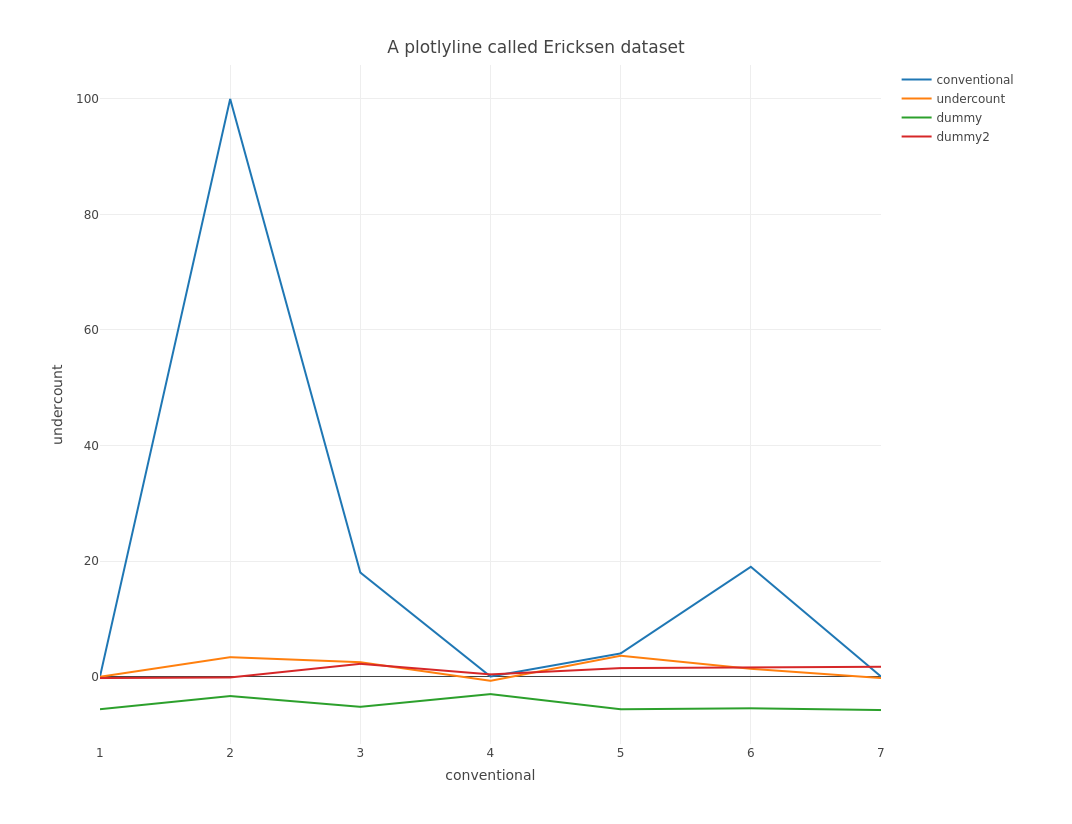 A plotlyline called Ericksen dataset
conventional
undercount
dummy
dummy2
100
80
60
40
20
0
undercount
1 2 3 4 5 6 7
conventional